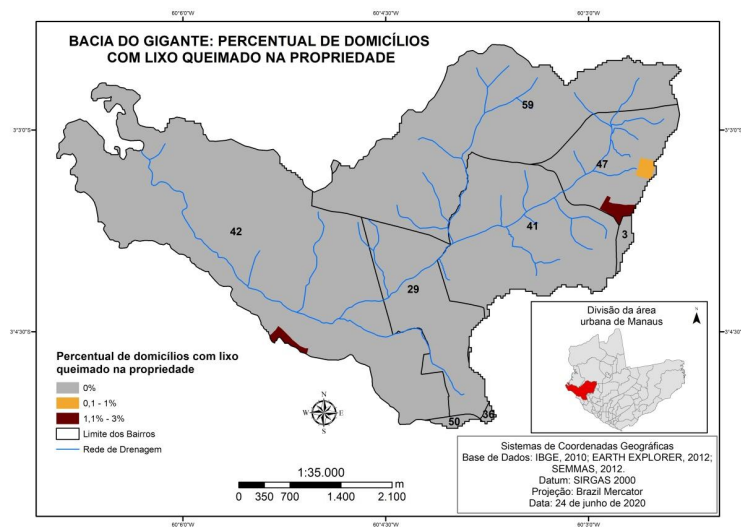 60°6'0"W
60°4'30"W
60°3'0"W
BACIA DO GIGANTE: PERCENTUAL DE DOMICÍLIOS
COM LIXO QUEIMADO NA PROPRIEDADE
59
3°3'0"S
3°3'0"S
47
42
41
3
29
3°4'30"S
3°4'30"S
Divisão da área
urbana de Manaus
N
Percentual de domicílios com lixo
queimado na propriedade
0%
0,1 - 1%
1,1% - 3%
Limite dos Bairros
Rede de Drenagem
N
W
E
S
50
36
1:35.000
0 350 700 1.400 2.100 m
Sistemas de Coordenadas Geográficas
Base de Dados: IBGE, 2010; EARTH EXPLORER, 2012;
SEMMAS, 2012.
Datum: SIRGAS 2000
Projeção: Brazil Mercator
Data: 24 de junho de 2020
60°6'0"W
60°4'30"W
60°3'0"W